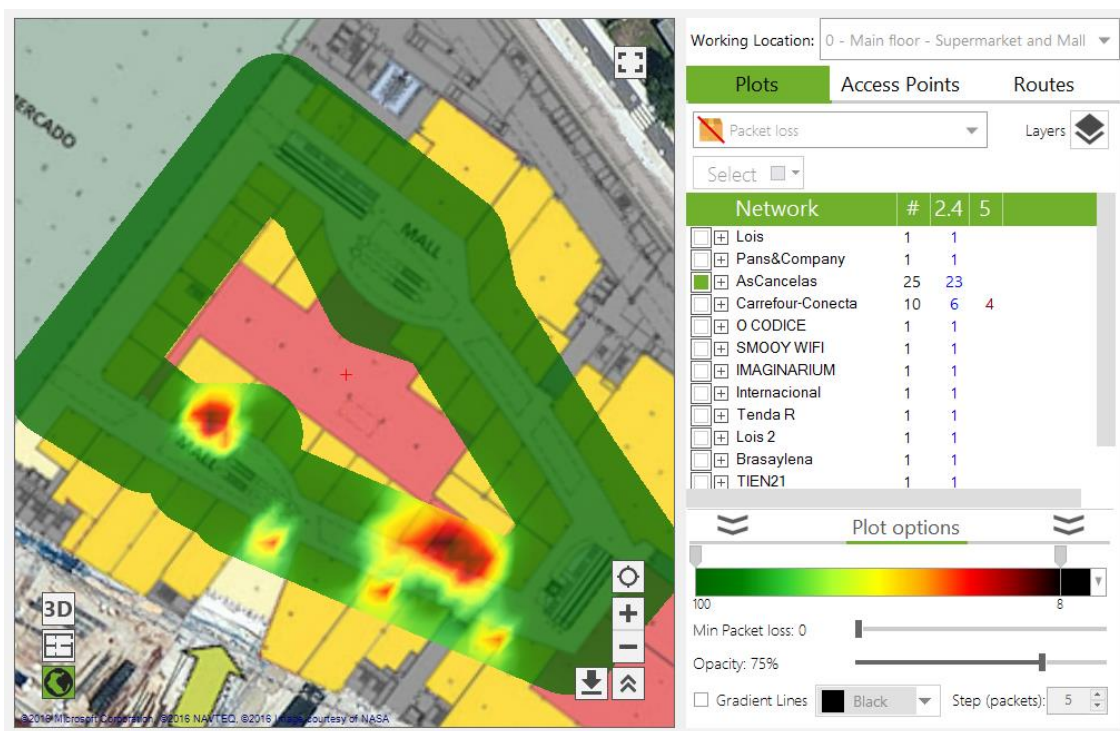 Working Location: 0 - Main floor - Supermarket and Mall
Plots Access Points Routes
Packet loss Layers
Select
Network # 2.4 5
Lois 1 1
Pans&Company 1 1
AsCancelas 25 23
Carrefour-Conecta 10 6 4
O CODICE 1 1
SMOOY WIFI 1 1
IMAGINARIUM 1 1
Internacional 1 1
Tenda R 1 1
Lois 2 1 1
Brasaylena 1 1
TIEN21 1 1
Plot options
100 8
Min Packet loss: 0
Opacity: 75%
Gradient Lines Black Step (packets): 5
MERCADO
MALL
MALL
3D
©2016 Microsoft Corporation ©2016 NAVTEQ, ©2016 Image courtesy of NASA